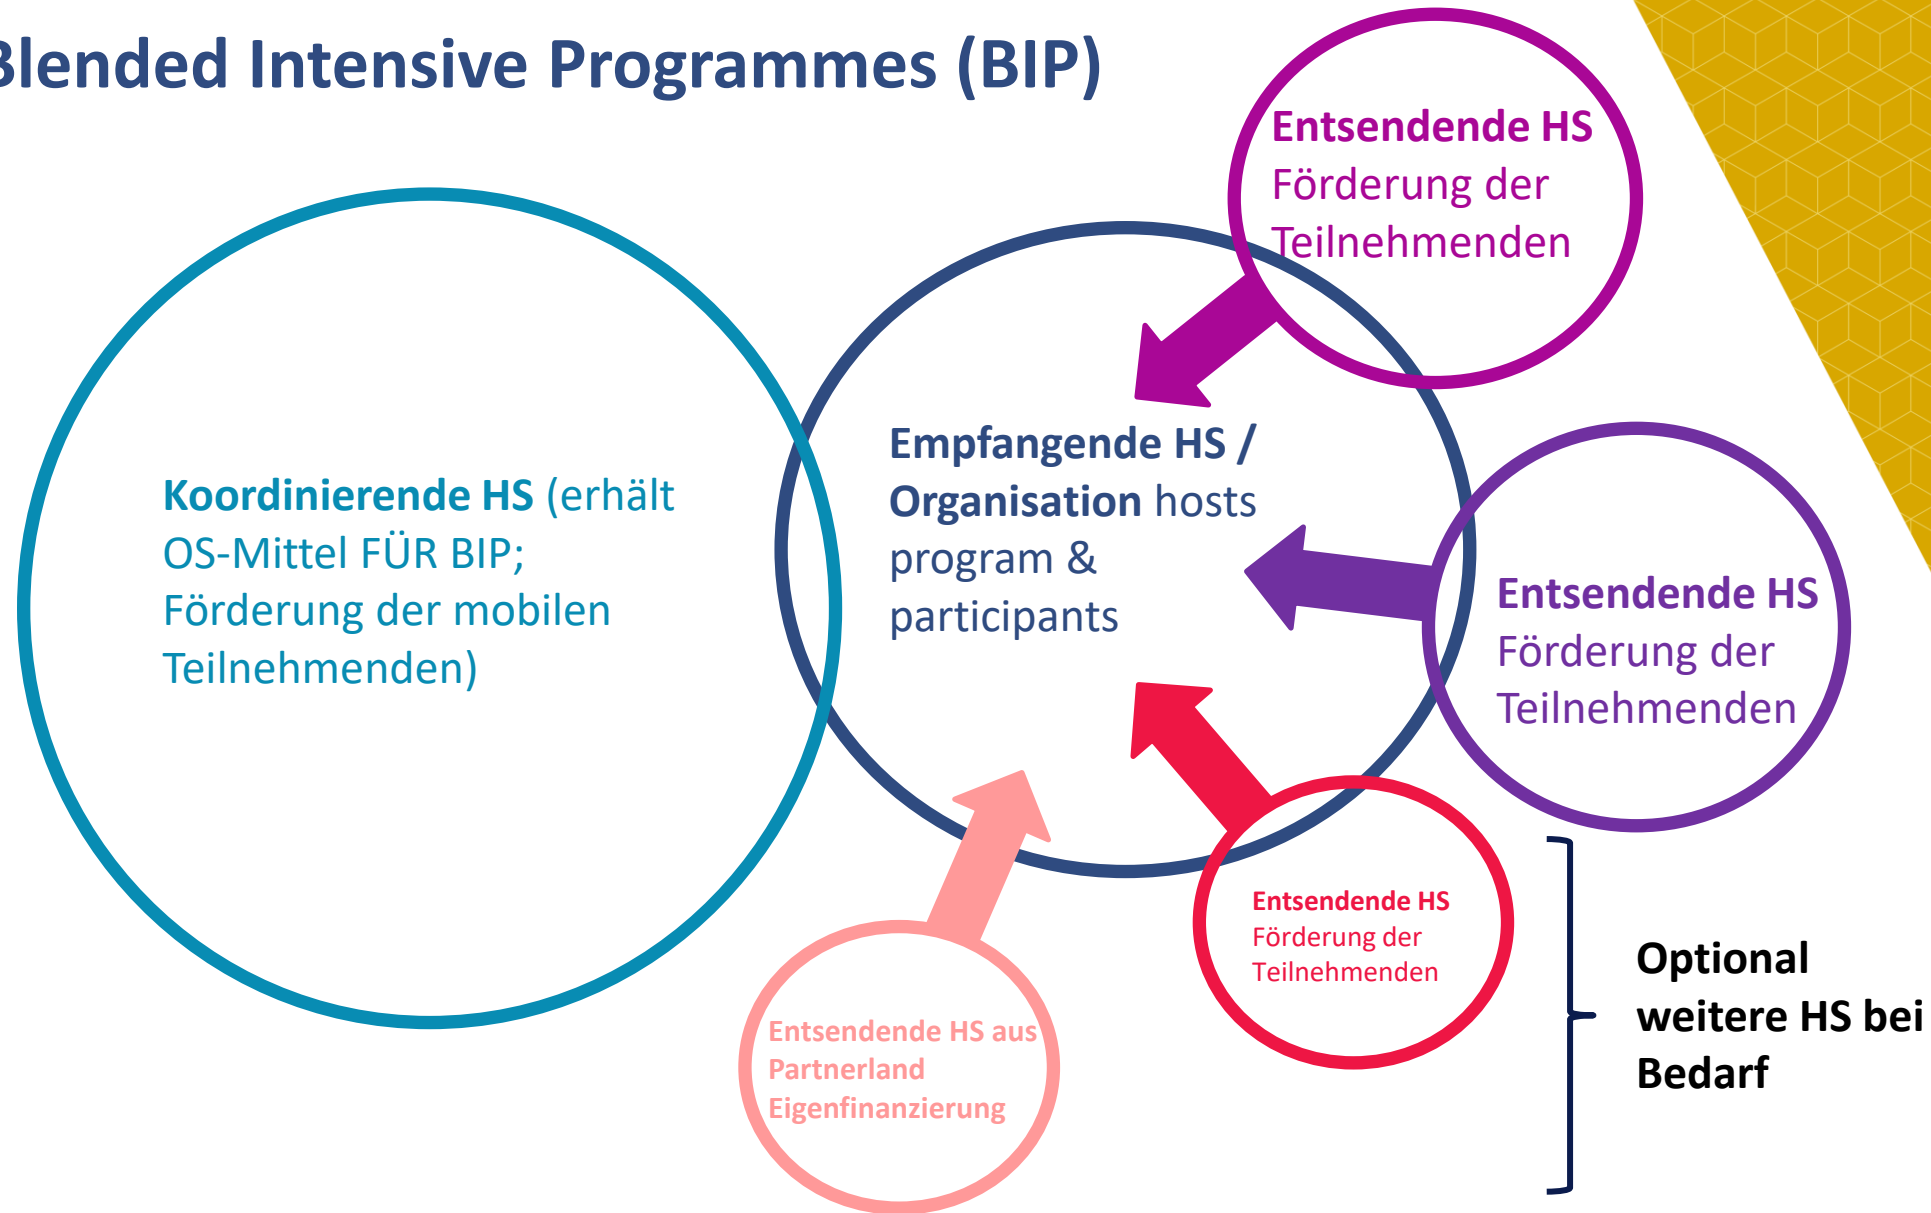 Blended Intensive Programmes (BIP)
Entsendende HS
Förderung der
Teilnehmenden
Koordinierende HS (erhält
OS-Mittel FÜR BIP;
Förderung der mobilen
Teilnehmenden)
Empfangende HS /
Organisation hosts
program &
participants
Entsendende HS
Förderung der
Teilnehmenden
Entsendende HS
Förderung der
Teilnehmenden
Entsendende HS aus
Partnerland
Eigenfinanzierung
Optional
weitere HS bei
Bedarf